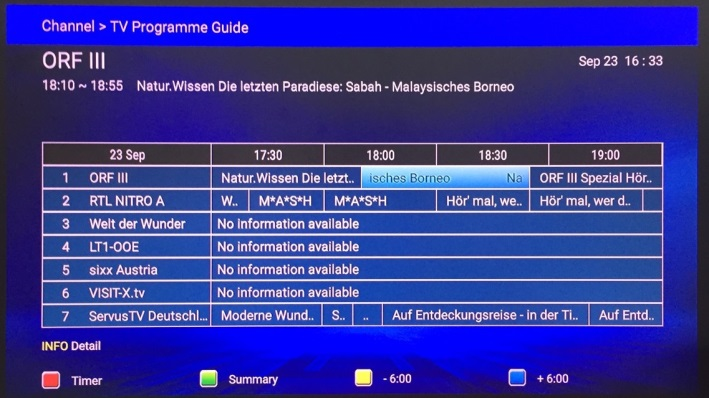 Channel > TV Programme Guide
ORF III
Sep 23 16 : 33
18:10 ~ 18:55 Natur.Wissen Die letzten Paradiese: Sabah - Malaysisches Borneo
23 Sep 17:30 18:00 18:30 19:00
1 ORF III Natur.Wissen Die letzt.. isches Borneo Na ORF III Spezial Hör..
2 RTL NITRO A W.. M*A*S*H M*A*S*H Hör' mal, we.. Hör' mal, wer d..
3 Welt der Wunder No information available
4 LT1-OOE No information available
5 sixx Austria No information available
6 VISIT-X.tv No information available
7 ServusTV Deutschl... Moderne Wund.. S.. .. Auf Entdeckungsreise - in der Ti.. Auf Entd..
INFO Detail
Timer Summary - 6:00 + 6:00